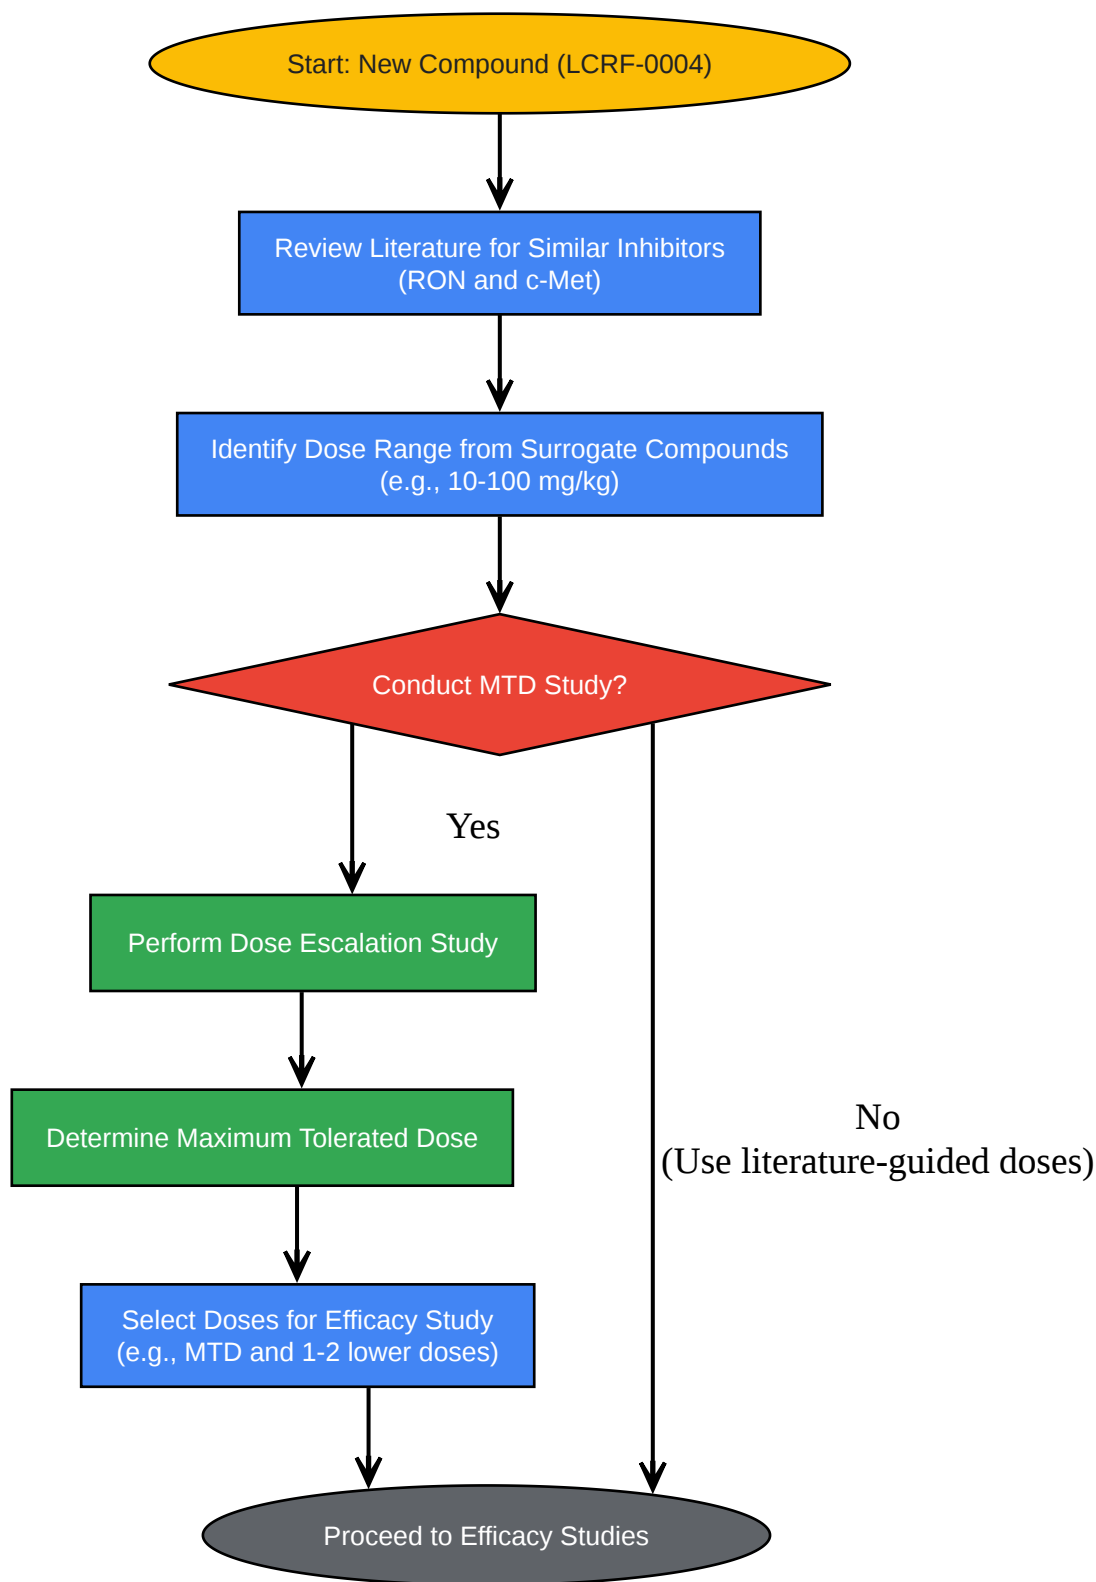 Start: New Compound (LCRF-0004)
Review Literature for Similar Inhibitors
(RON and c-Met)
Identify Dose Range from Surrogate Compounds
(e.g., 10-100 mg/kg)
Conduct MTD Study?
Yes
Perform Dose Escalation Study
No
(Use literature-guided doses)
Determine Maximum Tolerated Dose
Select Doses for Efficacy Study
(e.g., MTD and 1-2 lower doses)
Proceed to Efficacy Studies